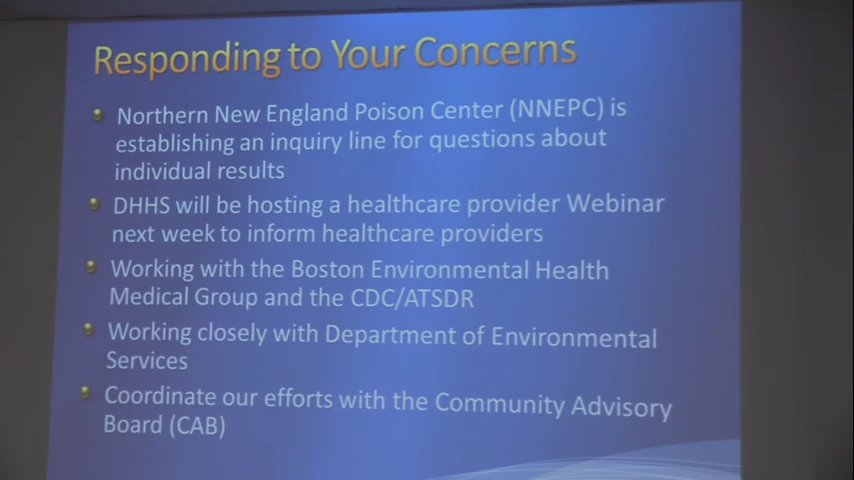 Responding to Your Concerns
Northern New England Poison Center (NNEPC) is
establishing an inquiry line for questions about
individual results
DHHS will be hosting a healthcare provider Webinar
next week to inform healthcare providers
Working with the Boston Environmental Health
Medical Group and the CDC/ATSDR
Working closely with Department of Environmental
Services
Coordinate our efforts with the Community Advisory
Board (CAB)